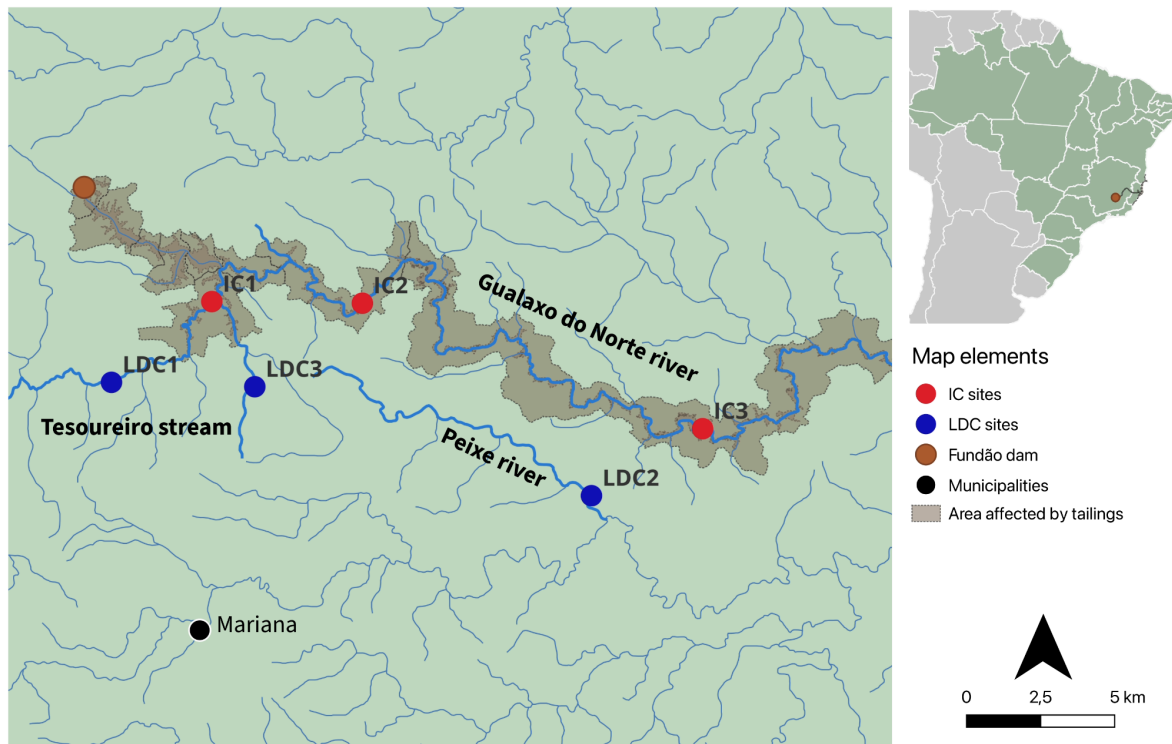 IC1
IC2
Gualaxo do Norte river
LDC1
LDC3
Tesoureiro stream
Peixe river
IC3
LDC2
Mariana
Map elements
IC sites
LDC sites
Fundão dam
Municipalities
Area affected by tailings
0 2,5 5 km